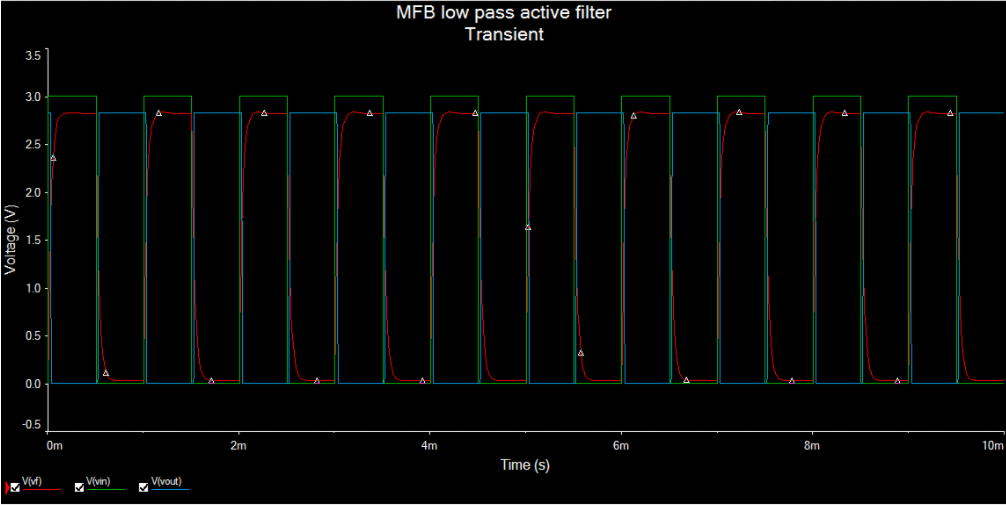 MFB low pass active filter
Transient
3.5
3.0
2.5
2.0
1.5
1.0
0.5
0.0
-0.5
Voltage (V)
0m 2m 4m 6m 8m 10m
Time (s)
V(vf) V(vin) V(vout)